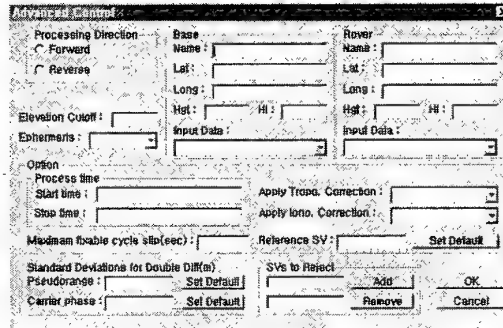 Advanced Control
Processing Direction
Forward
Reverse
Elevation Cutoff :
Ephermeris :
Base
Name :
Lat :
Long :
Hgt : HI :
Input Data :
Rover
Name :
Lat :
Long :
Hgt : HI :
Input Data :
Option
Process time
Start time :
Stop time :
Apply Tropo. Correction :
Apply Iono. Correction :
Maximum fixable cycle slip(sec) : Reference SV : Set Default
Standard Deviations for Double Diff(m)
Pseudorange : Set Default
Carrier phase : Set Default
SVs to Reject
Add
Remove
OK
Cancel